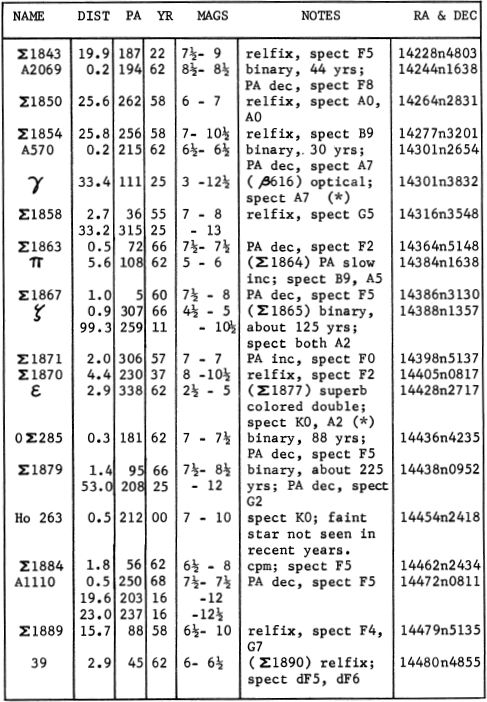 NAME DIST PA YR MAGS NOTES RA & DEC
Σ1843 19.9 187 22 7½- 9 relfix, spect F5 14228n4803
A2069 0.2 194 62 8½- 8½ binary, 44 yrs; 14244n1638
PA dec, spect F8
Σ1850 25.6 262 58 6 - 7 relfix, spect A0, 14264n2831
A0
Σ1854 25.8 256 58 7- 10½ relfix, spect B9 14277n3201
A570 0.2 215 62 6½- 6½ binary,. 30 yrs; 14301n2654
PA dec, spect A7
γ 33.4 111 25 3 -12½ (β616) optical; 14301n3832
spect A7 (*)
Σ1858 2.7 36 55 7 - 8 relfix, spect G5 14316n3548
33.2 315 25 - 13
Σ1863 0.5 72 66 7½- 7½ PA dec, spect F2 14364n5148
π 5.6 108 62 5 - 6 (Σ1864) PA slow 14384n1638
inc; spect B9, A5
Σ1867 1.0 5 60 7½ - 8 PA dec, spect F5 14386n3130
ζ 0.9 307 66 4½ - 5 (Σ1865) binary, 14388n1357
99.3 259 11 - 10½ about 125 yrs;
spect both A2
Σ1871 2.0 306 57 7 - 7 PA inc, spect F0 14398n5137
Σ1870 4.4 230 37 8 -10½ relfix, spect F2 14405n0817
ε 2.9 338 62 2½ - 5 (Σ1877) superb 14428n2717
colored double;
spect K0, A2 (*)
OΣ285 0.3 181 62 7 - 7½ binary, 88 yrs; 14436n4235
PA dec, spect F5
Σ1879 1.4 95 66 7½- 8½ binary, about 225 14438n0952
53.0 208 25 - 12 yrs; PA dec, spect
G2
Ho 263 0.5 212 00 7 - 10 spect K0; faint 14454n2418
star not seen in
recent years.
Σ1884 1.8 56 62 6½ - 8 cpm; spect F5 14462n2434
A1110 0.5 250 68 7½- 7½ PA dec, spect F5 14472n0811
19.6 203 16 -12
23.0 237 16 -12½
Σ1889 15.7 88 58 6½- 10 relfix, spect F4, 14479n5135
G7
39 2.9 45 62 6- 6½ (Σ1890) relfix; 14480n4855
spect dF5, dF6